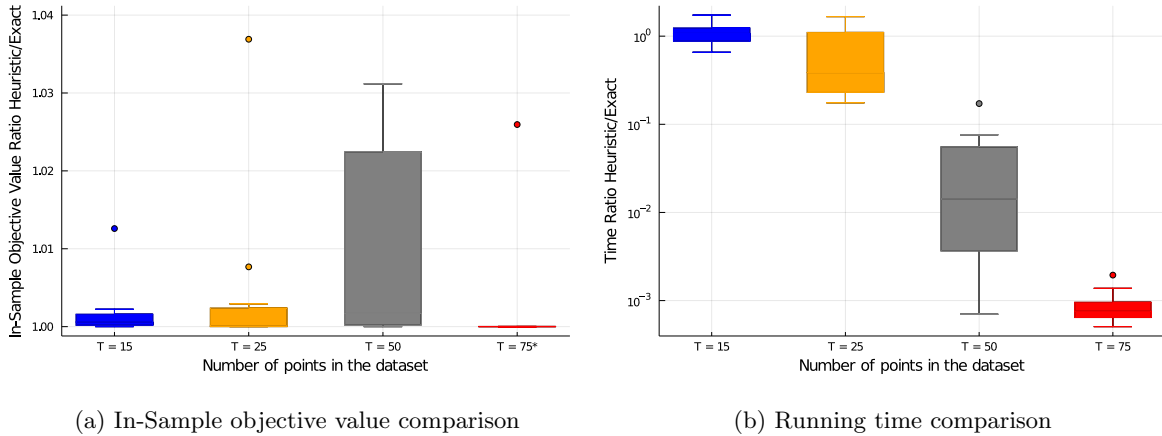 In-Sample Objective Value Ratio Heuristic/Exact
1.04
1.03
1.02
1.01
1.00
T = 15
T = 25
T = 50
T = 75*
Number of points in the dataset
(a) In-Sample objective value comparison
Time Ratio Heuristic/Exact
10⁰
10⁻¹
10⁻²
10⁻³
T = 15
T = 25
T = 50
T = 75
Number of points in the dataset
(b) Running time comparison